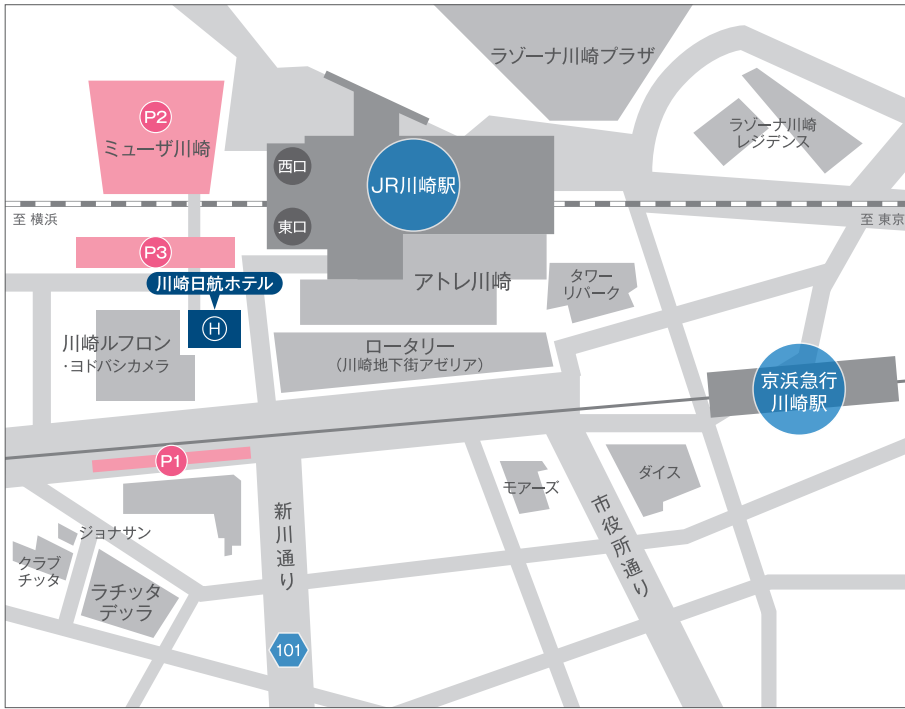 ラゾーナ川崎プラザ
P2
ミューザ川崎
ラゾーナ川崎
レジデンス
西口
JR川崎駅
東口
至 横浜
至 東京
P3
川崎日航ホテル
H
アトレ川崎
タワー
リパーク
川崎ルフロン
・ヨドバシカメラ
ロータリー
(川崎地下街アゼリア)
京浜急行
川崎駅
P1
モアーズ
ダイス
新川通り
市役所通り
ジョナサン
クラブ
チッタ
ラチッタ
デッラ
101